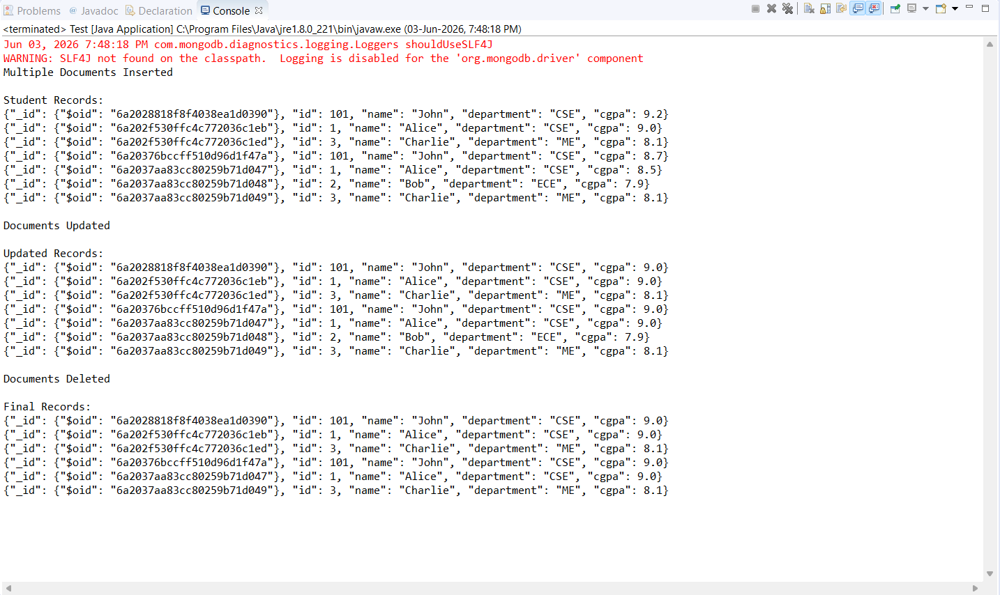 Problems @ Javadoc Declaration Console
<terminated> Test [Java Application] C:\Program Files\Java\jre1.8.0_221\bin\javaw.exe (03-Jun-2026, 7:48:18 PM)
Jun 03, 2026 7:48:18 PM com.mongodb.diagnostics.logging.Loggers shouldUseSLF4J
WARNING: SLF4J not found on the classpath.  Logging is disabled for the 'org.mongodb.driver' component
Multiple Documents Inserted

Student Records:
{"_id": {"$oid": "6a2028818f8f4038ea1d0390"}, "id": 101, "name": "John", "department": "CSE", "cgpa": 9.2}
{"_id": {"$oid": "6a202f530ffc4c772036c1eb"}, "id": 1, "name": "Alice", "department": "CSE", "cgpa": 9.0}
{"_id": {"$oid": "6a202f530ffc4c772036c1ed"}, "id": 3, "name": "Charlie", "department": "ME", "cgpa": 8.1}
{"_id": {"$oid": "6a20376bccff510d96d1f47a"}, "id": 101, "name": "John", "department": "CSE", "cgpa": 8.7}
{"_id": {"$oid": "6a2037aa83cc80259b71d047"}, "id": 1, "name": "Alice", "department": "CSE", "cgpa": 8.5}
{"_id": {"$oid": "6a2037aa83cc80259b71d048"}, "id": 2, "name": "Bob", "department": "ECE", "cgpa": 7.9}
{"_id": {"$oid": "6a2037aa83cc80259b71d049"}, "id": 3, "name": "Charlie", "department": "ME", "cgpa": 8.1}

Documents Updated

Updated Records:
{"_id": {"$oid": "6a2028818f8f4038ea1d0390"}, "id": 101, "name": "John", "department": "CSE", "cgpa": 9.0}
{"_id": {"$oid": "6a202f530ffc4c772036c1eb"}, "id": 1, "name": "Alice", "department": "CSE", "cgpa": 9.0}
{"_id": {"$oid": "6a202f530ffc4c772036c1ed"}, "id": 3, "name": "Charlie", "department": "ME", "cgpa": 8.1}
{"_id": {"$oid": "6a20376bccff510d96d1f47a"}, "id": 101, "name": "John", "department": "CSE", "cgpa": 9.0}
{"_id": {"$oid": "6a2037aa83cc80259b71d047"}, "id": 1, "name": "Alice", "department": "CSE", "cgpa": 9.0}
{"_id": {"$oid": "6a2037aa83cc80259b71d048"}, "id": 2, "name": "Bob", "department": "ECE", "cgpa": 7.9}
{"_id": {"$oid": "6a2037aa83cc80259b71d049"}, "id": 3, "name": "Charlie", "department": "ME", "cgpa": 8.1}

Documents Deleted

Final Records:
{"_id": {"$oid": "6a2028818f8f4038ea1d0390"}, "id": 101, "name": "John", "department": "CSE", "cgpa": 9.0}
{"_id": {"$oid": "6a202f530ffc4c772036c1eb"}, "id": 1, "name": "Alice", "department": "CSE", "cgpa": 9.0}
{"_id": {"$oid": "6a202f530ffc4c772036c1ed"}, "id": 3, "name": "Charlie", "department": "ME", "cgpa": 8.1}
{"_id": {"$oid": "6a20376bccff510d96d1f47a"}, "id": 101, "name": "John", "department": "CSE", "cgpa": 9.0}
{"_id": {"$oid": "6a2037aa83cc80259b71d047"}, "id": 1, "name": "Alice", "department": "CSE", "cgpa": 9.0}
{"_id": {"$oid": "6a2037aa83cc80259b71d049"}, "id": 3, "name": "Charlie", "department": "ME", "cgpa": 8.1}